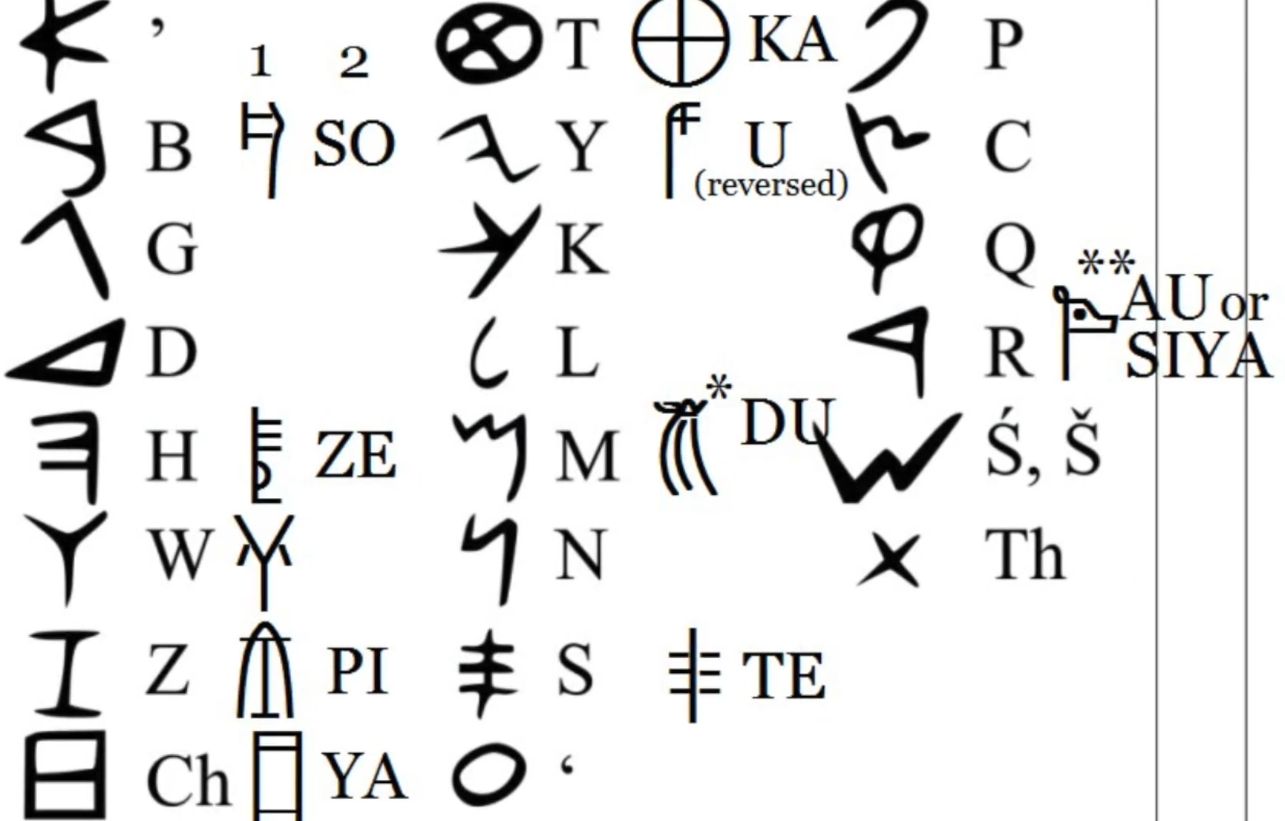 𐤀 ’ 1 2 𐤈 T 𐀏 KA 𐤐 P
𐤁 B 𐀰 SO 𐤉 Y 𐀄 U (reversed) 𐤑 C
𐤂 G 𐤊 K 𐤒 Q
𐤃 D 𐤋 L 𐤓 R ** AU or SIYA
𐤄 H 𐀽 ZE 𐤌 M * 𐀉 DU 𐤔 Ś, Š
𐤅 W 𐤍 N 𐤕 Th
𐤆 Z 𐀠 PI 𐤎 S 𐀳 TE
𐤇 Ch 𐀊 YA 𐤏 ‘